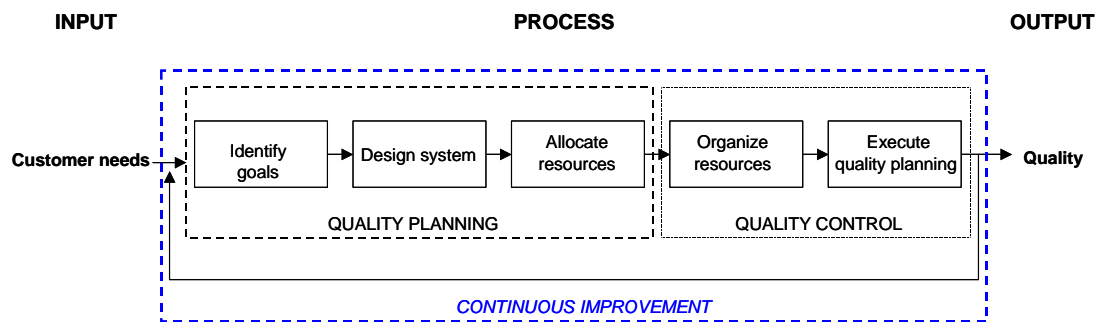 INPUT
PROCESS
OUTPUT
Customer needs
Identify
goals
Design system
Allocate
resources
Organize
resources
Execute
quality planning
Quality
QUALITY PLANNING
QUALITY CONTROL
CONTINUOUS IMPROVEMENT